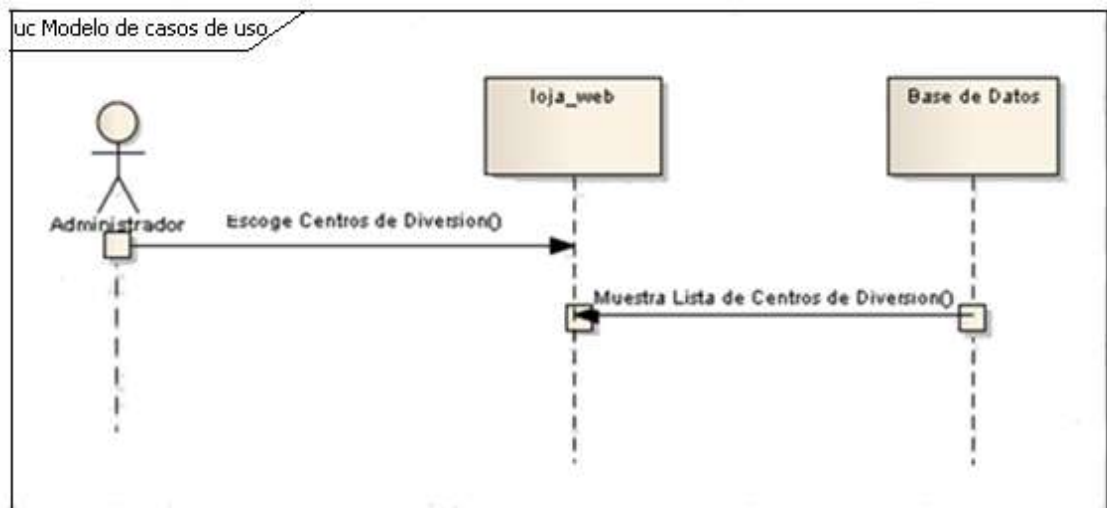 uc Modelo de casos de uso
loja_web
Base de Datos
Administrador
Escoge Centros de Diversion()
Muestra Lista de Centros de Diversion()